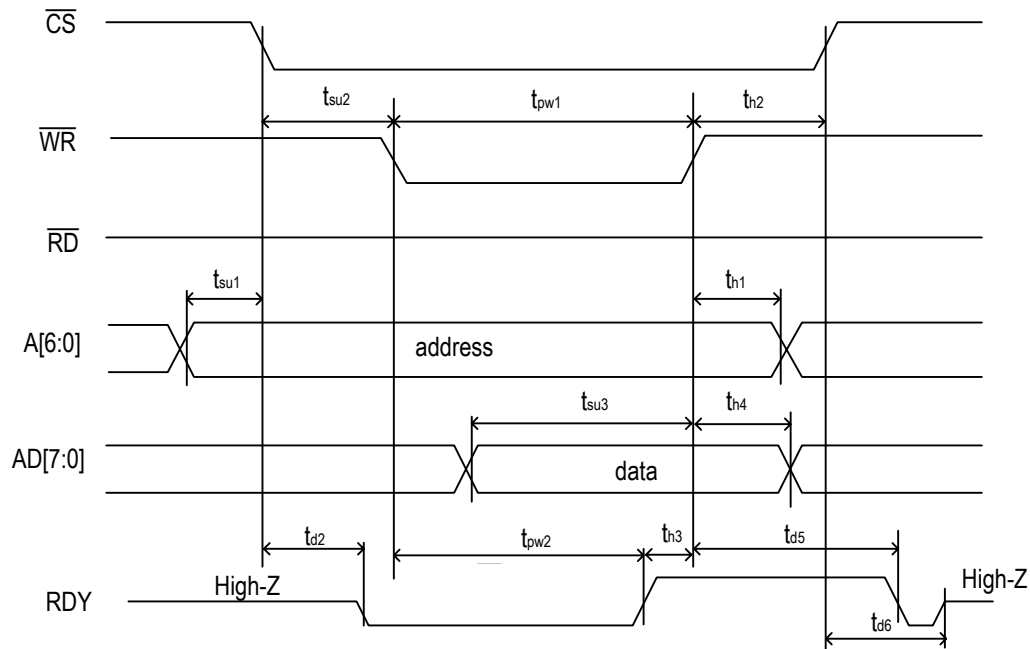 CS
tsu2 tpw1 th2
WR
RD
tsu1 th1
A[6:0] address
tsu3 th4
AD[7:0] data
td2 tpw2 th3 td5
High-Z High-Z
RDY
td6